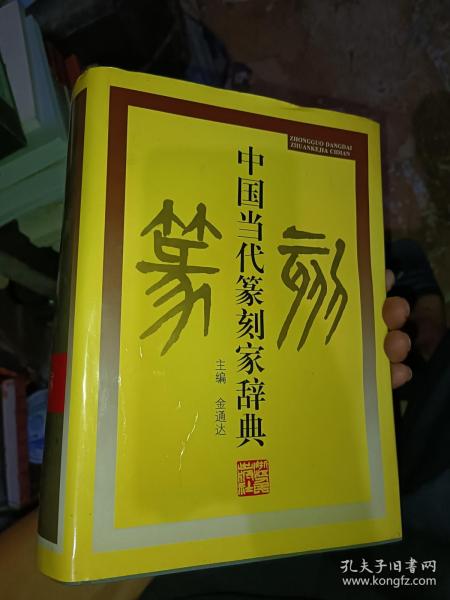 ZHONGGUO DANGDAI
ZHUANKEJIA CIDIAN
中国当代篆刻家辞典
篆刻
主编 金通达
孔夫子旧书网
www.kongfz.com